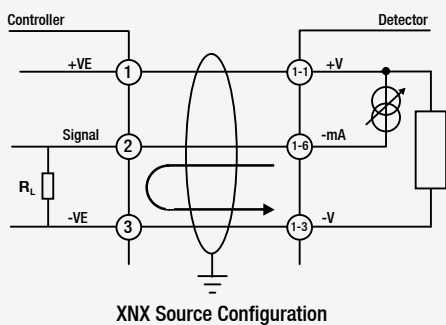 Controller Detector
+VE 1 1-1 +V
Signal 2 1-6 -mA
RL
-VE 3 1-3 -V
XNX Source Configuration